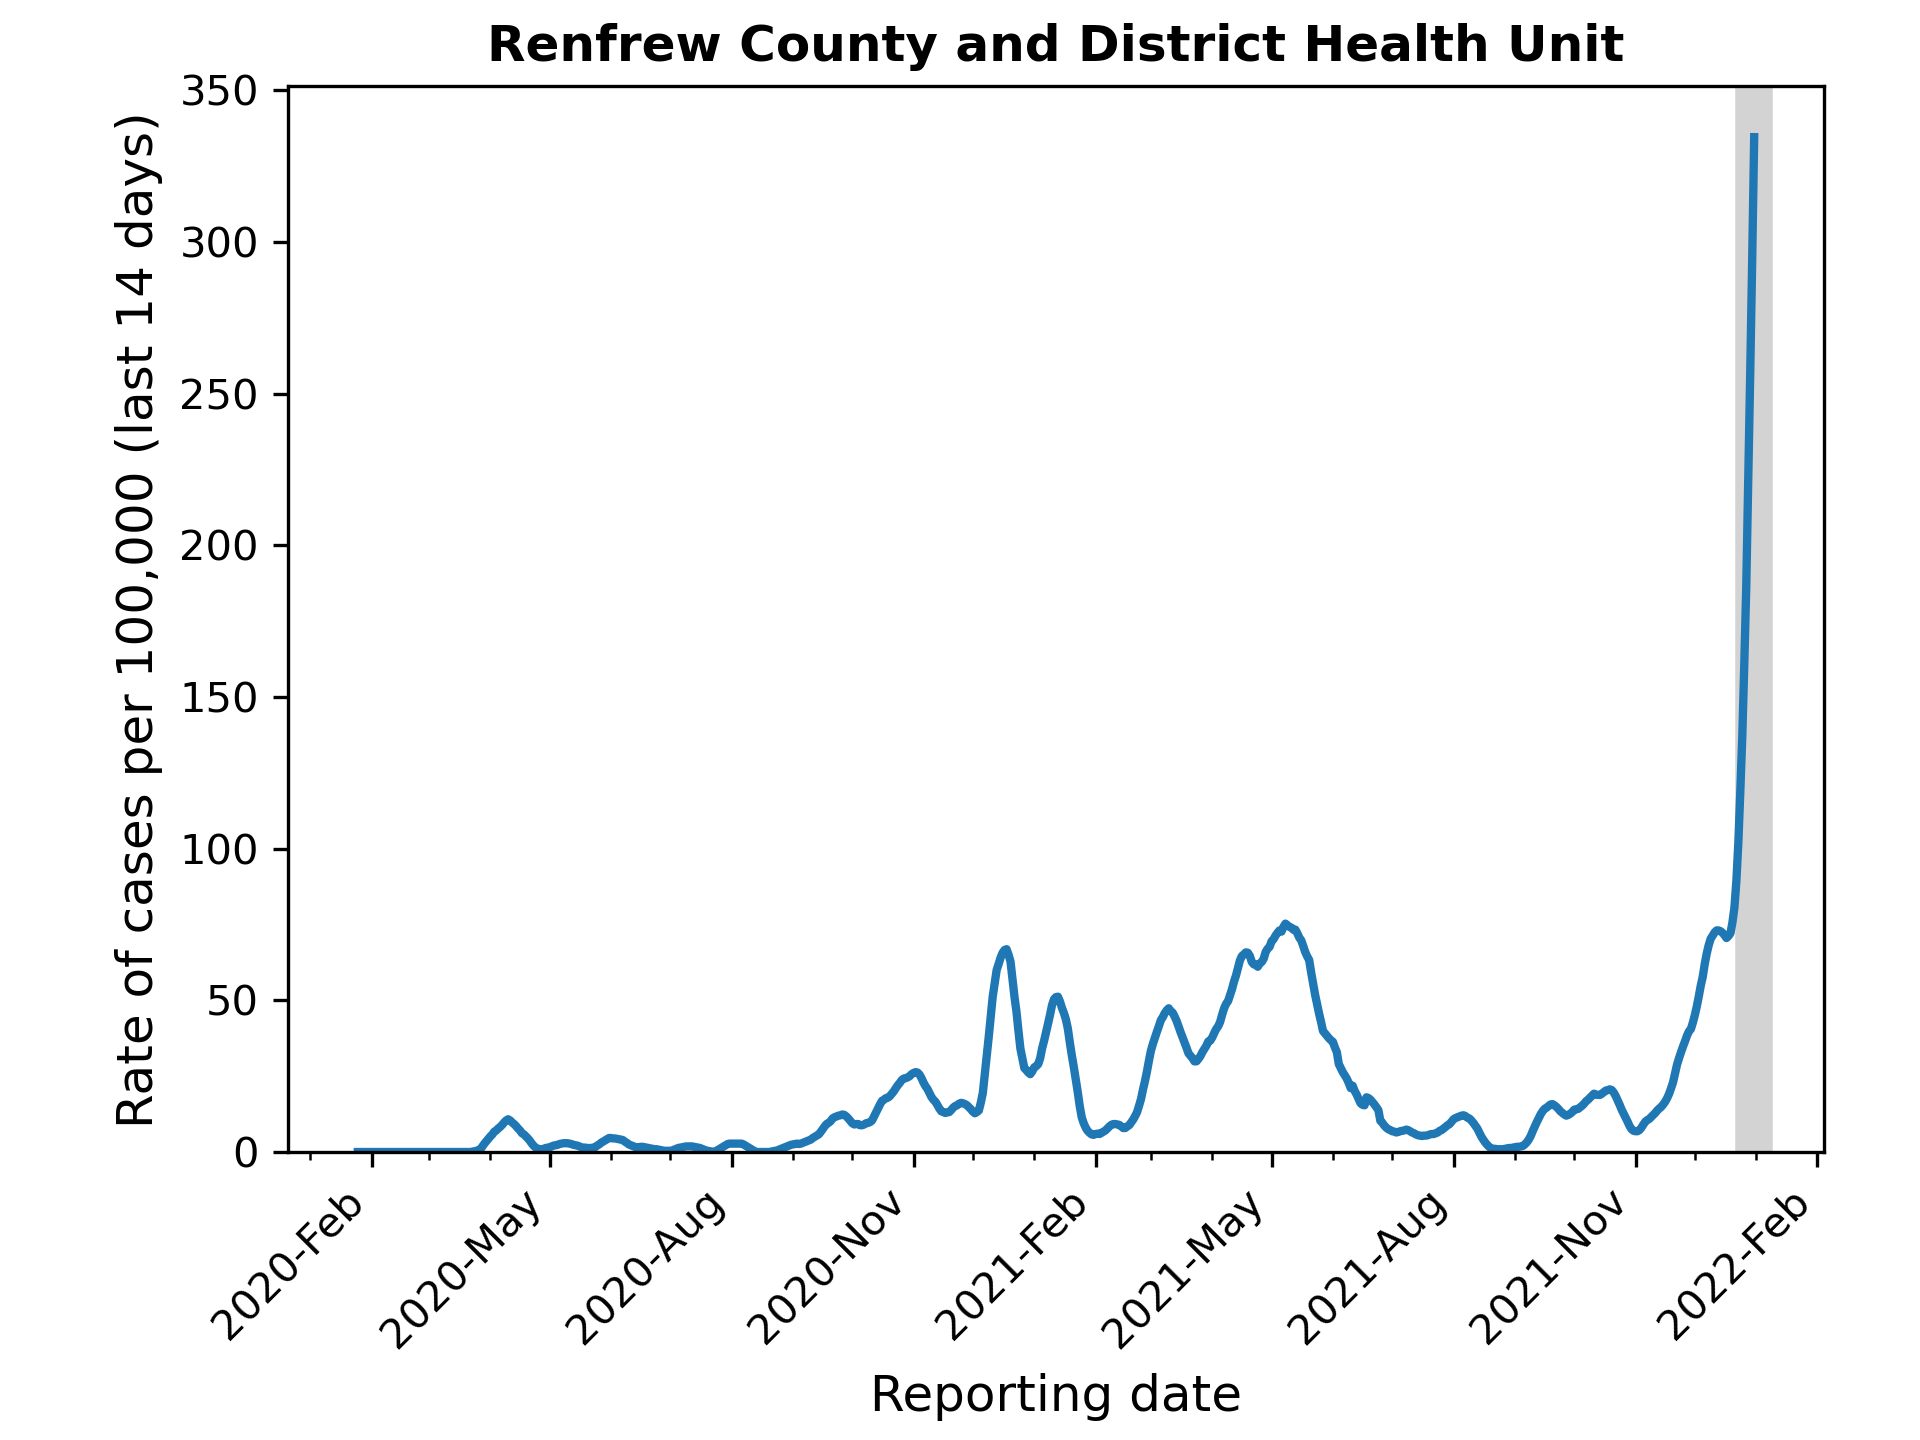 Renfrew County and District Health Unit
Rate of cases per 100,000 (last 14 days)
350
300
250
200
150
100
50
0
2020-Feb
2020-May
2020-Aug
2020-Nov
2021-Feb
2021-May
2021-Aug
2021-Nov
2022-Feb
Reporting date